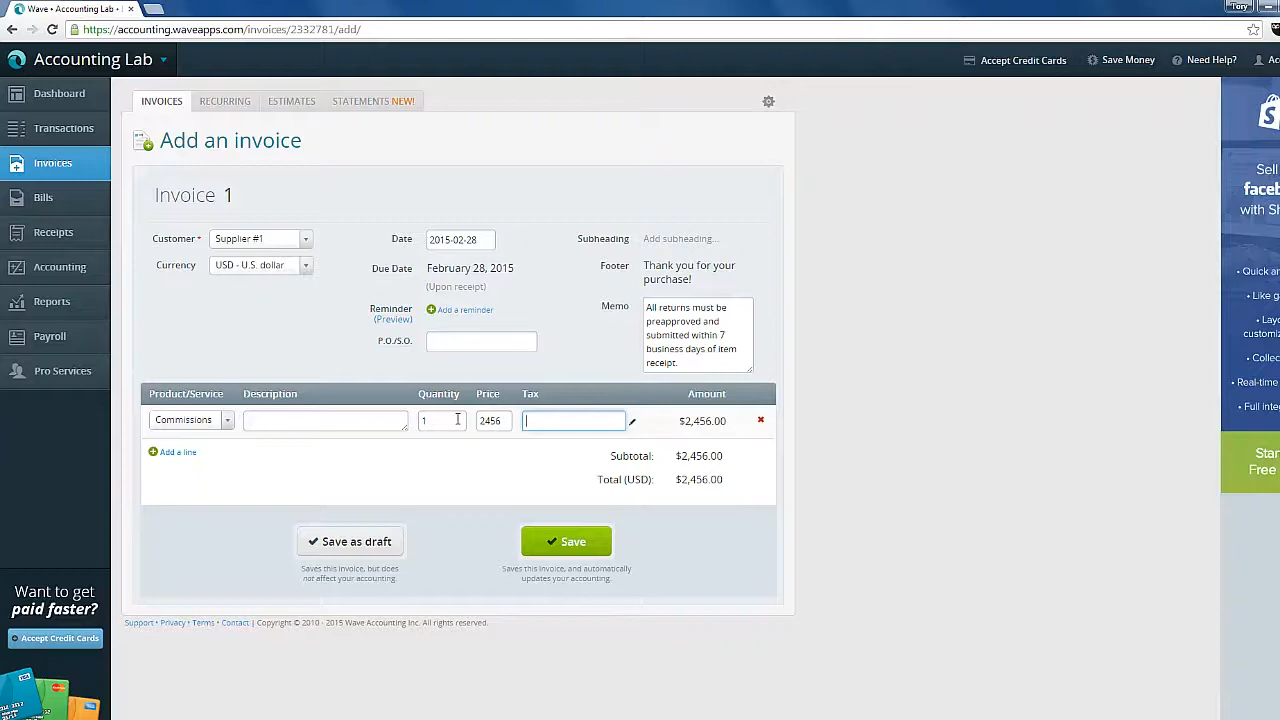 Wave • Accounting Lab •
Tory
https://accounting.waveapps.com/invoices/2332781/add/
Accounting Lab
Accept Credit Cards
Save Money
Need Help?
Dashboard
Transactions
Invoices
Bills
Receipts
Accounting
Reports
Payroll
Pro Services
INVOICES
RECURRING
ESTIMATES
STATEMENTS NEW!
Add an invoice
Invoice 1
Customer * Supplier #1
Currency USD - U.S. dollar
Date 2015-02-28
Due Date February 28, 2015
(Upon receipt)
Reminder Add a reminder
(Preview)
P.O./S.O.
Subheading Add subheading...
Footer Thank you for your
purchase!
Memo All returns must be
preapproved and
submitted within 7
business days of item
receipt.
Product/Service Description Quantity Price Tax Amount
Commissions 1 2456 $2,456.00
Add a line
Subtotal: $2,456.00
Total (USD): $2,456.00
Save as draft
Saves this invoice, but does
not affect your accounting.
Save
Saves this invoice, and automatically
updates your accounting.
Support • Privacy • Terms • Contact | Copyright © 2010 - 2015 Wave Accounting Inc. All rights reserved.
Want to get
paid faster?
Accept Credit Cards
Sell
with
• Quick
• Like
• Collec
• Real-time
• Full
Free